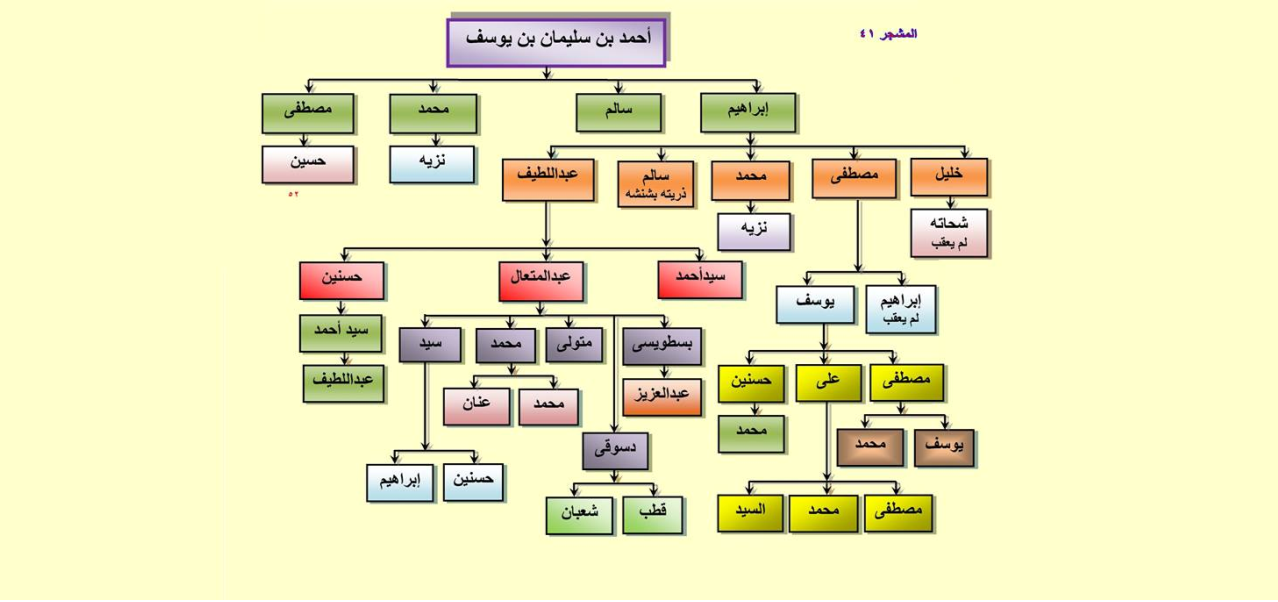 المشجر ٤١
أحمد بن سليمان بن يوسف
إبراهيم
سالم
محمد
مصطفى
نزيه
حسين
٥٢
خليل
مصطفى
محمد
سالم
ذريته بشنشه
عبداللطيف
شحاته
لم يعقب
نزيه
سيدأحمد
عبدالمتعال
حسنين
إبراهيم
لم يعقب
يوسف
سيد أحمد
بسطويسى
متولى
محمد
سيد
عبداللطيف
مصطفى
على
حسنين
عبدالعزيز
محمد
عنان
يوسف
محمد
محمد
دسوقى
حسنين
إبراهيم
قطب
شعبان
مصطفى
محمد
السيد